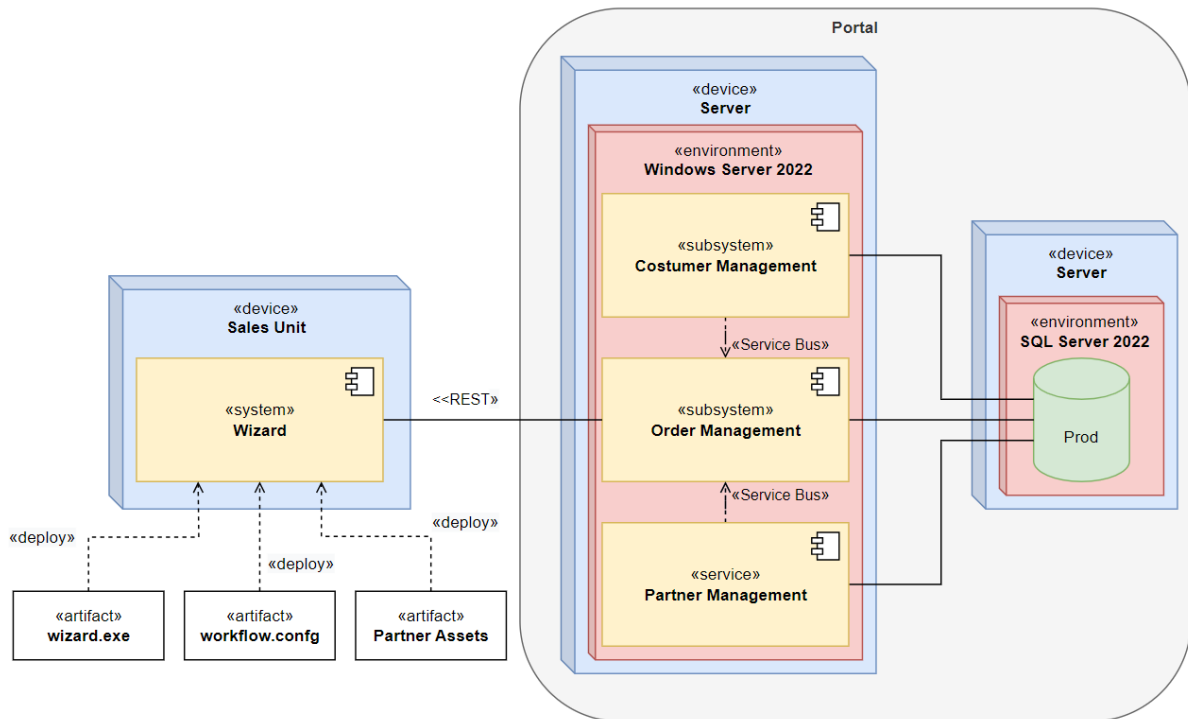 Portal
«device»
Server
«environment»
Windows Server 2022
«subsystem»
Costumer Management
«Service Bus»
«subsystem»
Order Management
«Service Bus»
«service»
Partner Management
«device»
Server
«environment»
SQL Server 2022
Prod
«device»
Sales Unit
«system»
Wizard
<<REST»
«deploy»
«deploy»
«deploy»
«artifact»
wizard.exe
«artifact»
workflow.confg
«artifact»
Partner Assets